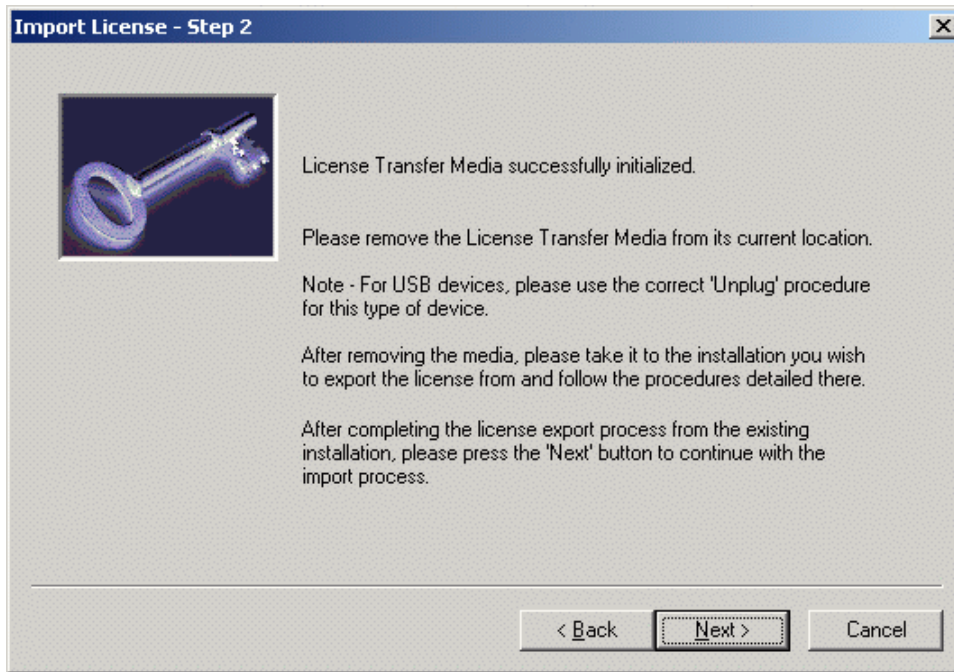 Import License - Step 2
License Transfer Media successfully initialized.
Please remove the License Transfer Media from its current location.
Note - For USB devices, please use the correct 'Unplug' procedure
for this type of device.
After removing the media, please take it to the installation you wish
to export the license from and follow the procedures detailed there.
After completing the license export process from the existing
installation, please press the 'Next' button to continue with the
import process.
< Back Next > Cancel